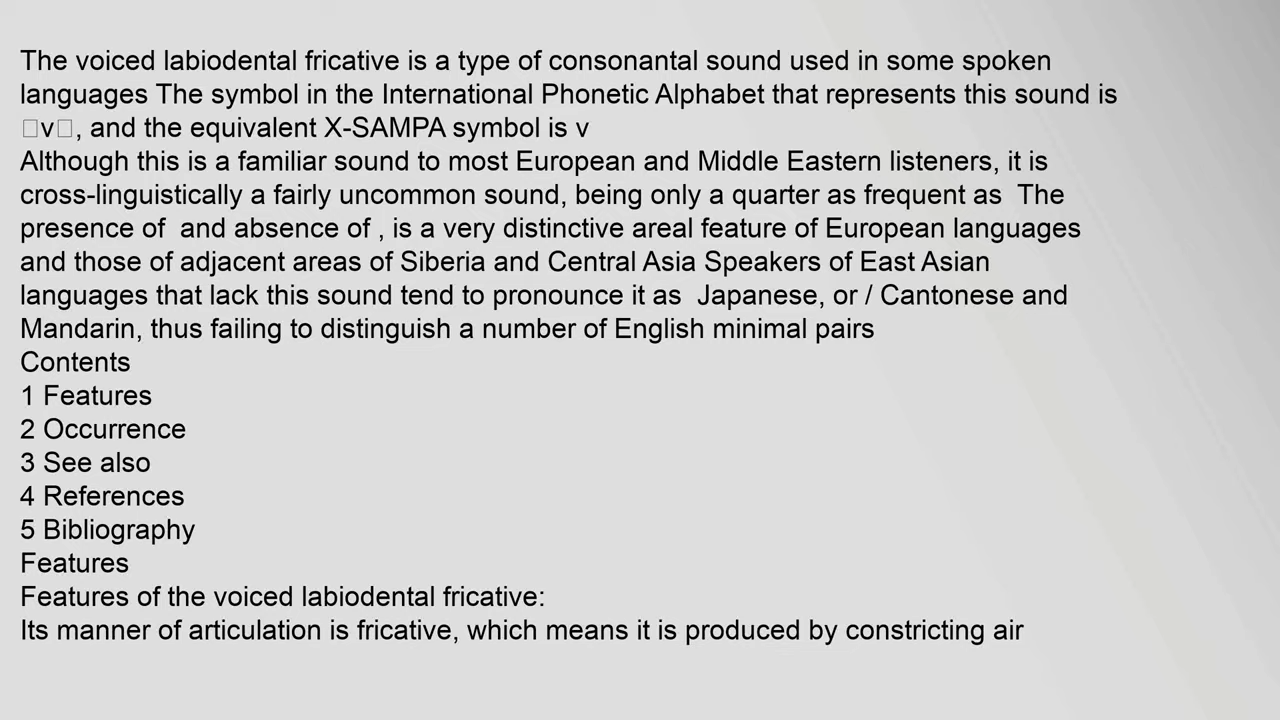 The voiced labiodental fricative is a type of consonantal sound used in some spoken
languages The symbol in the International Phonetic Alphabet that represents this sound is
□v□, and the equivalent X-SAMPA symbol is v
Although this is a familiar sound to most European and Middle Eastern listeners, it is
cross-linguistically a fairly uncommon sound, being only a quarter as frequent as  The
presence of  and absence of , is a very distinctive areal feature of European languages
and those of adjacent areas of Siberia and Central Asia Speakers of East Asian
languages that lack this sound tend to pronounce it as  Japanese, or / Cantonese and
Mandarin, thus failing to distinguish a number of English minimal pairs
Contents
1 Features
2 Occurrence
3 See also
4 References
5 Bibliography
Features
Features of the voiced labiodental fricative:
Its manner of articulation is fricative, which means it is produced by constricting air